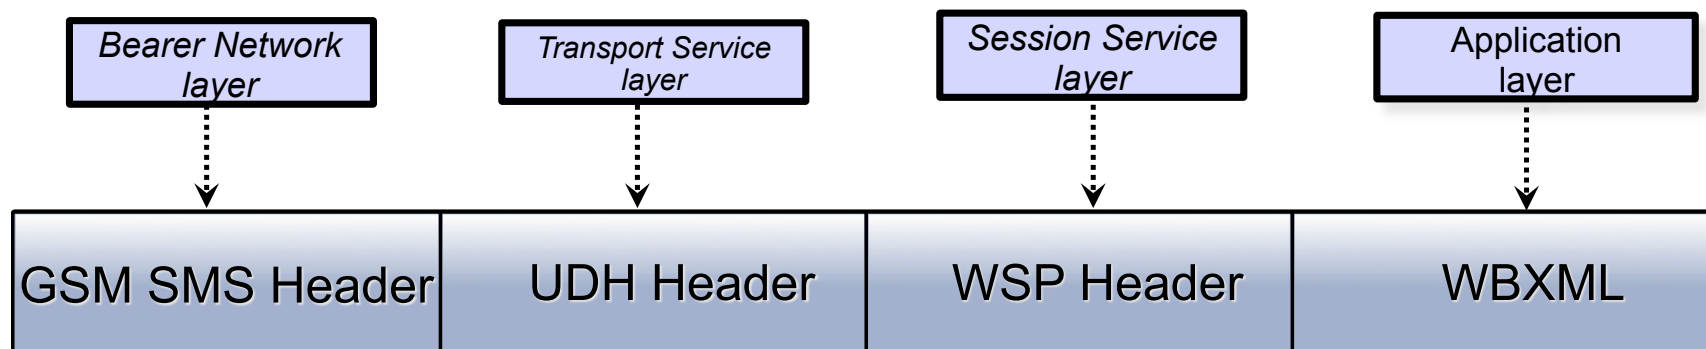 Bearer Network
layer
Transport Service
layer
Session Service
layer
Application
layer
GSM SMS Header
UDH Header
WSP Header
WBXML